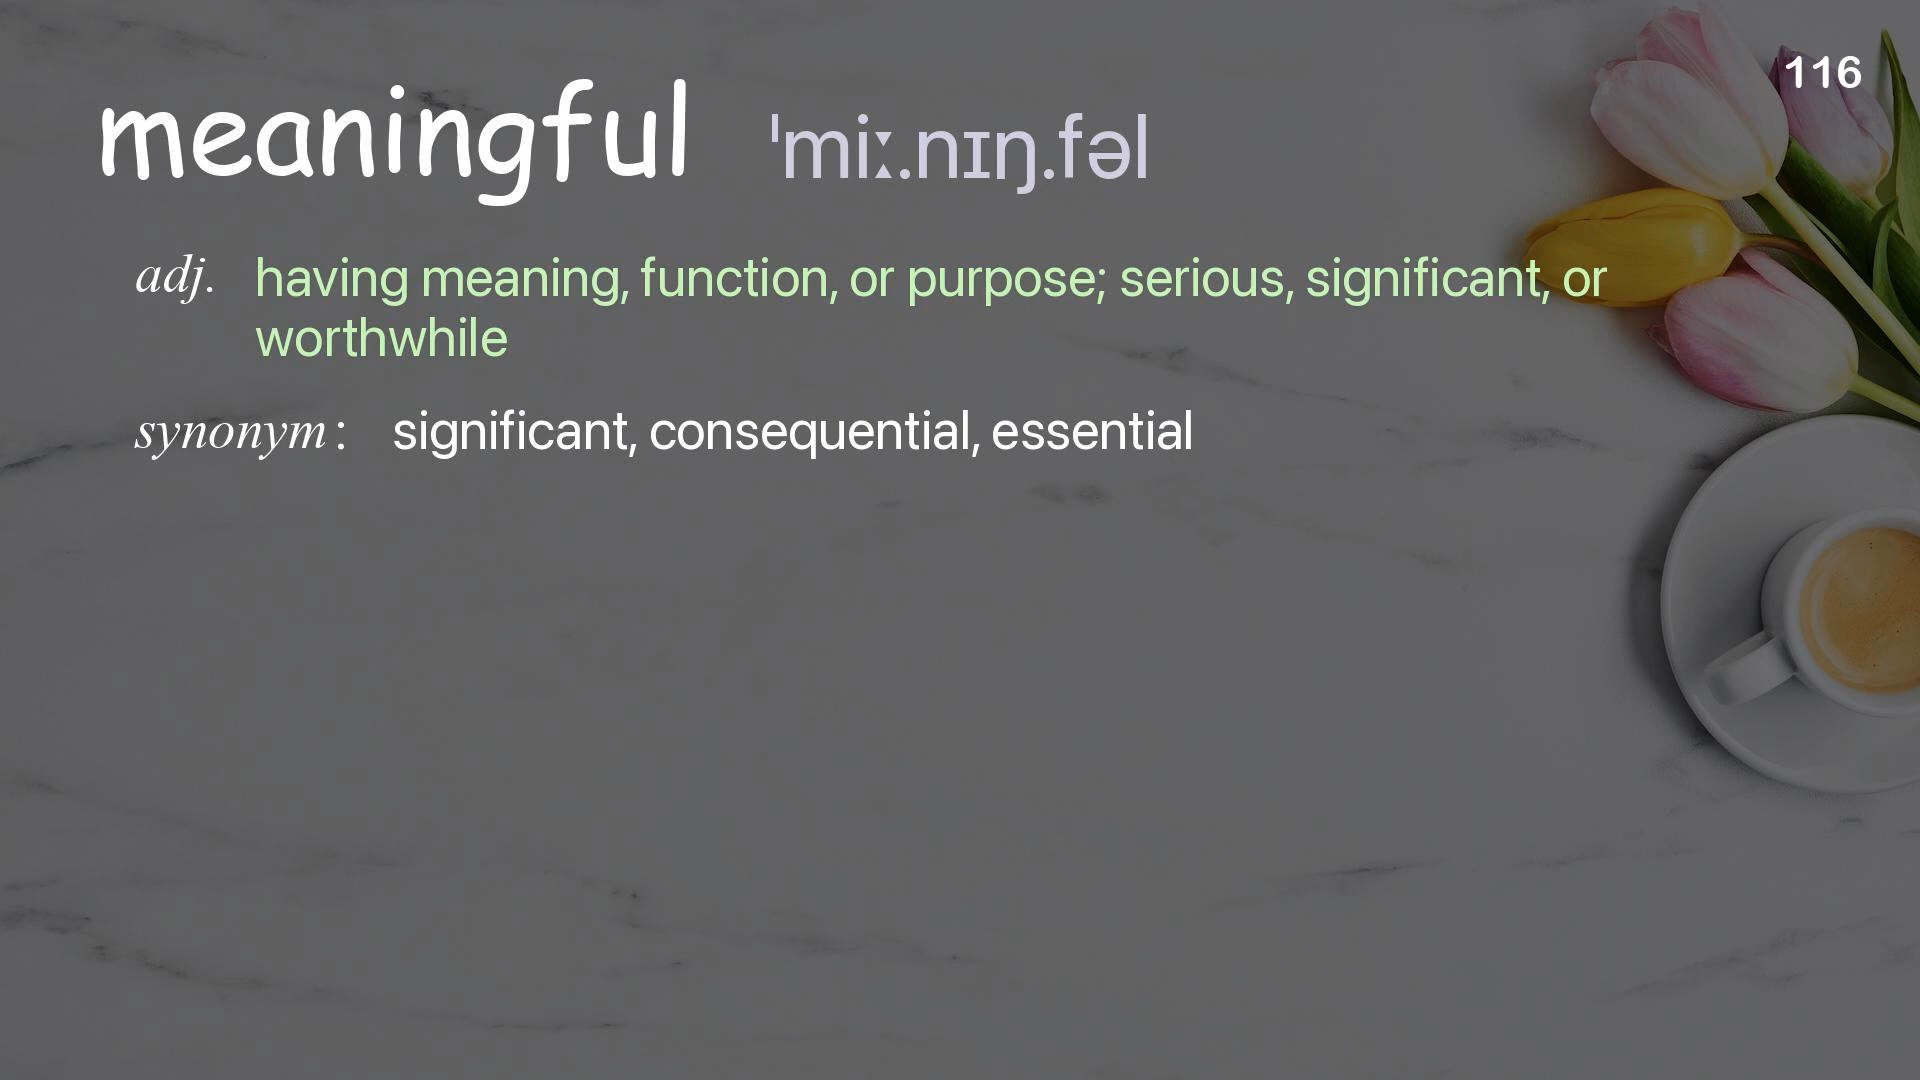 116
meaningful ˈmiː.nɪŋ.fəl
adj. having meaning, function, or purpose; serious, significant, or
worthwhile
synonym: significant, consequential, essential